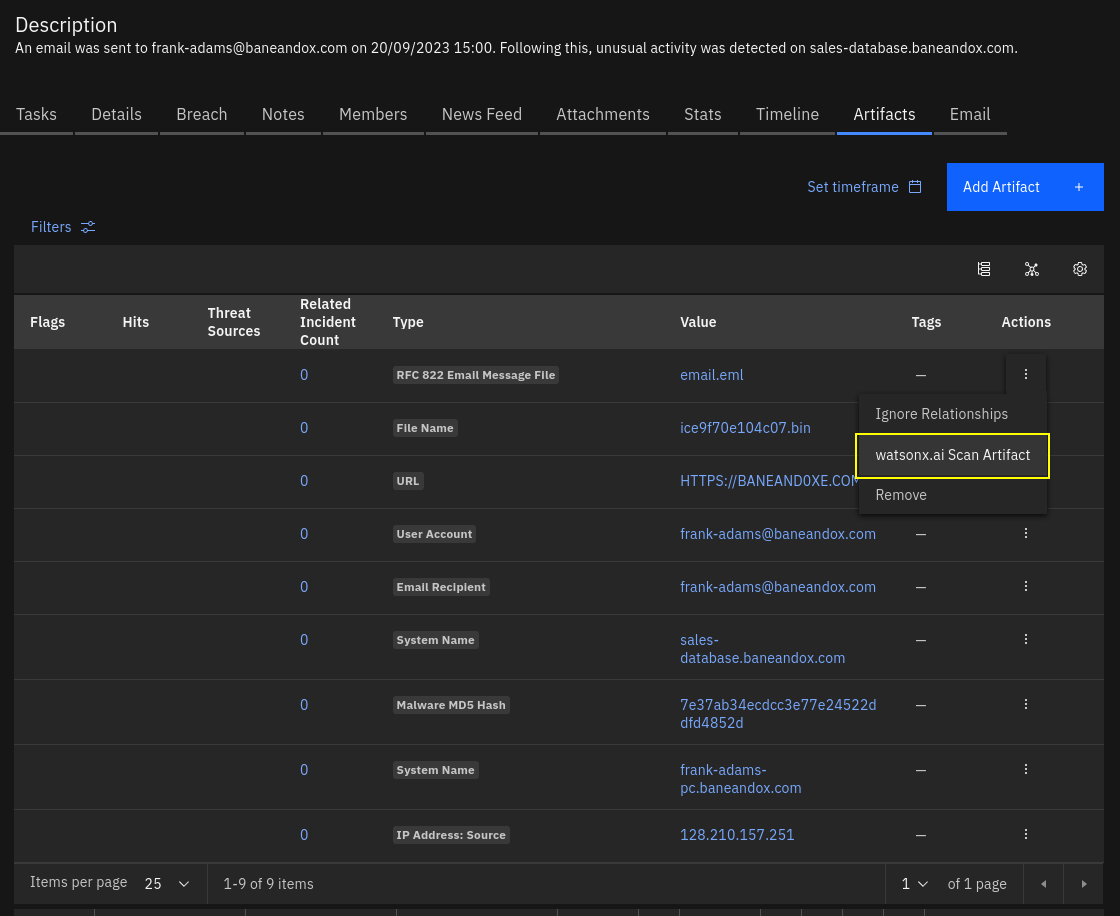 Description
An email was sent to frank-adams@baneandox.com on 20/09/2023 15:00. Following this, unusual activity was detected on sales-database.baneandox.com.
Tasks Details Breach Notes Members News Feed Attachments Stats Timeline Artifacts Email
Set timeframe Add Artifact +
Filters
Flags Hits Threat Sources Related Incident Count Type Value Tags Actions
0 RFC 822 Email Message File email.eml —
Ignore Relationships
0 File Name ice9f70e104c07.bin
watsonx.ai Scan Artifact
0 URL HTTPS://BANEAND0XE.COM
Remove
0 User Account frank-adams@baneandox.com —
0 Email Recipient frank-adams@baneandox.com —
0 System Name sales-
database.baneandox.com —
0 Malware MD5 Hash 7e37ab34ecdcc3e77e24522d
dfd4852d —
0 System Name frank-adams-
pc.baneandox.com —
0 IP Address: Source 128.210.157.251 —
Items per page 25 1-9 of 9 items 1 of 1 page